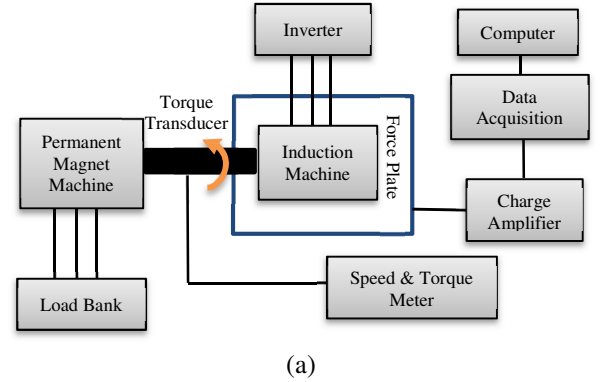 Inverter
Computer
Torque
Transducer
Data
Acquisition
Permanent
Magnet
Machine
Induction
Machine
Force Plate
Charge
Amplifier
Load Bank
Speed & Torque
Meter
(a)